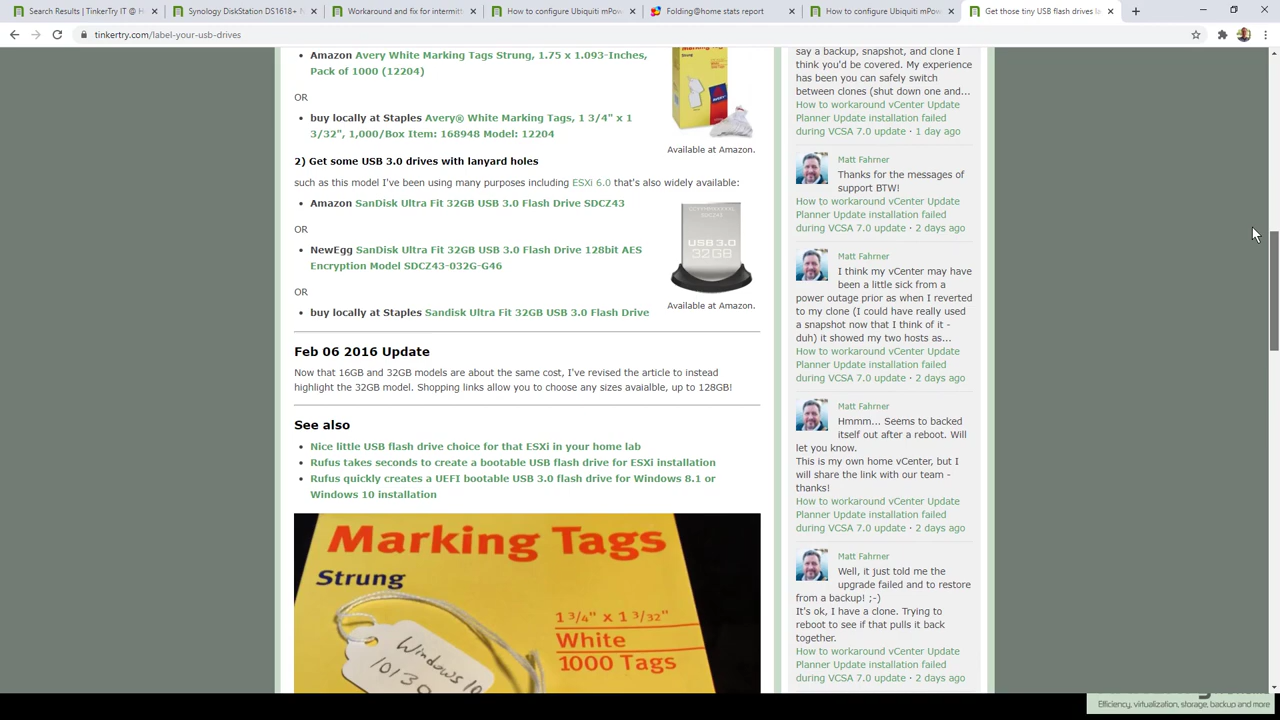 Search Results | TinkerTry IT @ H
Synology DiskStation DS1618+
Workaround and fix for intermitt
How to configure Ubiquiti mPow
Folding@home stats report
How to configure Ubiquiti mPow
Get those tiny USB flash drives la
tinkertry.com/label-your-usb-drives
• Amazon Avery White Marking Tags Strung, 1.75 x 1.093-Inches,
Pack of 1000 (12204)
OR
• buy locally at Staples Avery® White Marking Tags, 1 3/4" x 1
3/32", 1,000/Box Item: 168948 Model: 12204
Strung
Available at Amazon.
2) Get some USB 3.0 drives with lanyard holes
such as this model I've been using many purposes including ESXi 6.0 that's also widely available:
• Amazon SanDisk Ultra Fit 32GB USB 3.0 Flash Drive SDCZ43
OR
• NewEgg SanDisk Ultra Fit 32GB USB 3.0 Flash Drive 128bit AES
Encryption Model SDCZ43-032G-G46
OR
• buy locally at Staples Sandisk Ultra Fit 32GB USB 3.0 Flash Drive
USB 3.0
32GB
Available at Amazon.
Feb 06 2016 Update
Now that 16GB and 32GB models are about the same cost, I've revised the article to instead
highlight the 32GB model. Shopping links allow you to choose any sizes avaialble, up to 128GB!
See also
• Nice little USB flash drive choice for that ESXi in your home lab
• Rufus takes seconds to create a bootable USB flash drive for ESXi installation
• Rufus quickly creates a UEFI bootable USB 3.0 flash drive for Windows 8.1 or
Windows 10 installation
Marking Tags
Strung
1 3/4" x 1 3/32"
White
1000 Tags
Windows 10
10130
say a backup, snapshot, and clone I
think you'd be covered. My experience
has been you can safely switch
between clones (shut down one and...
How to workaround vCenter Update
Planner Update installation failed
during VCSA 7.0 update · 1 day ago
Matt Fahrner
Thanks for the messages of
support BTW!
How to workaround vCenter Update
Planner Update installation failed
during VCSA 7.0 update · 2 days ago
Matt Fahrner
I think my vCenter may have
been a little sick from a
power outage prior as when I reverted
to my clone (I could have really used
a snapshot now that I think of it -
duh) it showed my two hosts as...
How to workaround vCenter Update
Planner Update installation failed
during VCSA 7.0 update · 2 days ago
Matt Fahrner
Hmmm... Seems to backed
itself out after a reboot. Will
let you know.
This is my own home vCenter, but I
will share the link with our team -
thanks!
How to workaround vCenter Update
Planner Update installation failed
during VCSA 7.0 update · 2 days ago
Matt Fahrner
Well, it just told me the
upgrade failed and to restore
from a backup! ;-)
It's ok, I have a clone. Trying to
reboot to see if that pulls it back
together.
How to workaround vCenter Update
Planner Update installation failed
during VCSA 7.0 update · 2 days ago
Efficiency, virtualization, storage, backup and more